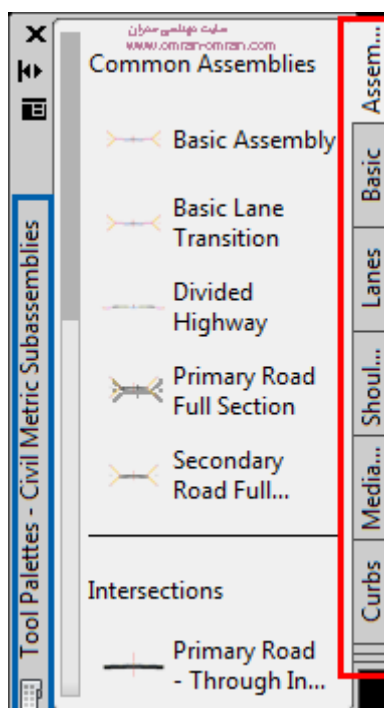 سایت مهندسی عمران
www.omran-omran.com
Common Assemblies
Basic Assembly
Basic Lane
Transition
Divided
Highway
Primary Road
Full Section
Secondary
Road Full...
Intersections
Primary Road
- Through In...
Tool Palettes - Civil Metric Subassemblies
Assem...
Basic
Lanes
Shoul...
Media...
Curbs